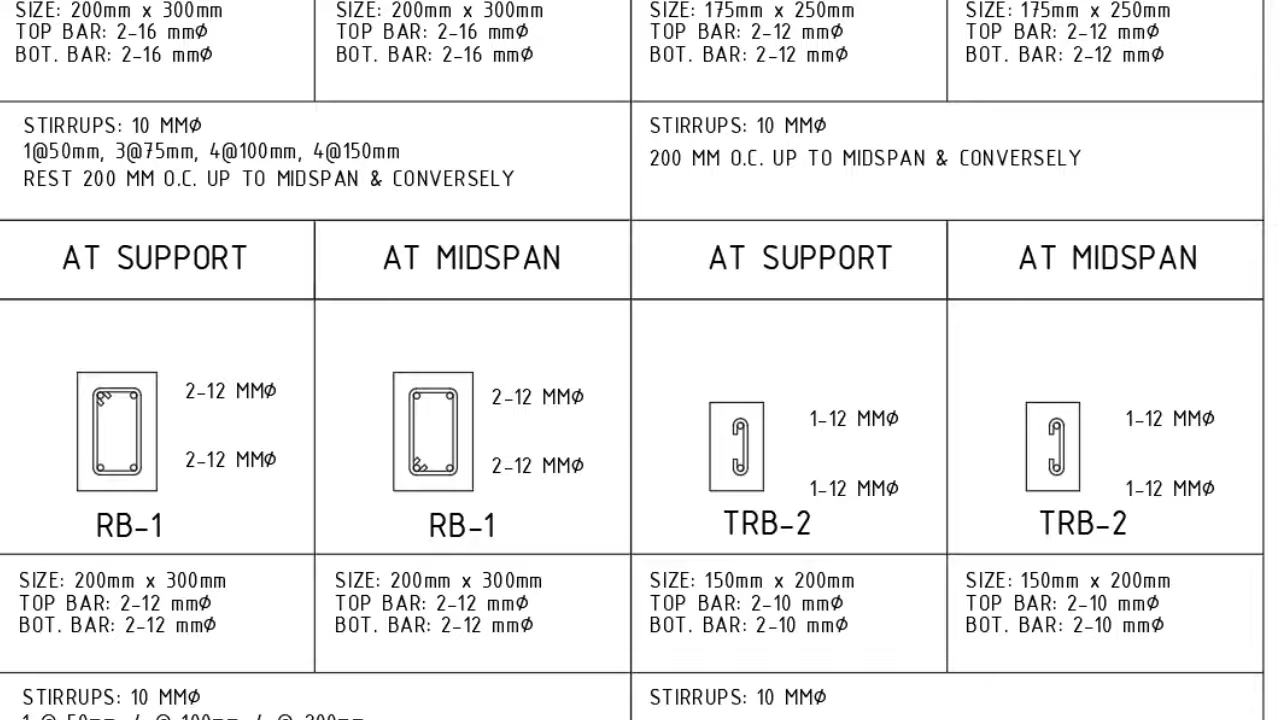 SIZE: 200mm x 300mm
TOP BAR: 2-16 mmØ
BOT. BAR: 2-16 mmØ
SIZE: 200mm x 300mm
TOP BAR: 2-16 mmØ
BOT. BAR: 2-16 mmØ
SIZE: 175mm x 250mm
TOP BAR: 2-12 mmØ
BOT. BAR: 2-12 mmØ
SIZE: 175mm x 250mm
TOP BAR: 2-12 mmØ
BOT. BAR: 2-12 mmØ
STIRRUPS: 10 MMØ
1@50mm, 3@75mm, 4@100mm, 4@150mm
REST 200 MM O.C. UP TO MIDSPAN & CONVERSELY
STIRRUPS: 10 MMØ
200 MM O.C. UP TO MIDSPAN & CONVERSELY
AT SUPPORT
AT MIDSPAN
AT SUPPORT
AT MIDSPAN
2-12 MMØ
2-12 MMØ
RB-1
2-12 MMØ
2-12 MMØ
RB-1
1-12 MMØ
1-12 MMØ
TRB-2
1-12 MMØ
1-12 MMØ
TRB-2
SIZE: 200mm x 300mm
TOP BAR: 2-12 mmØ
BOT. BAR: 2-12 mmØ
SIZE: 200mm x 300mm
TOP BAR: 2-12 mmØ
BOT. BAR: 2-12 mmØ
SIZE: 150mm x 200mm
TOP BAR: 2-10 mmØ
BOT. BAR: 2-10 mmØ
SIZE: 150mm x 200mm
TOP BAR: 2-10 mmØ
BOT. BAR: 2-10 mmØ
STIRRUPS: 10 MMØ
1 @ 50mm, 4 @ 100mm, 4 @ 200mm
STIRRUPS: 10 MMØ